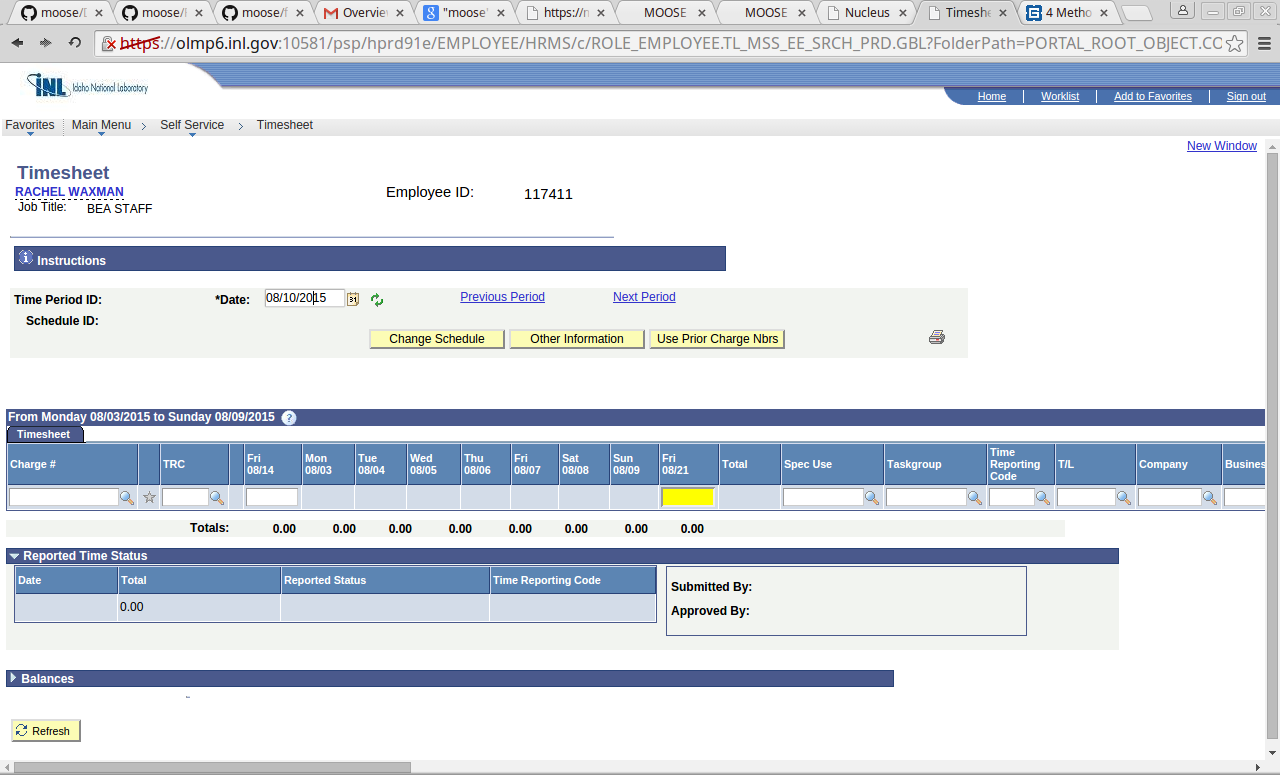 moose/D
moose/I
moose/f
Overview
"moose"
https://n
MOOSE
MOOSE
Nucleus
Timeshe
4 Metho
https://olmp6.inl.gov:10581/psp/hprd91e/EMPLOYEE/HRMS/c/ROLE_EMPLOYEE.TL_MSS_EE_SRCH_PRD.GBL?FolderPath=PORTAL_ROOT_OBJECT.CO
INL Idaho National Laboratory
Home Worklist Add to Favorites Sign out
Favorites Main Menu > Self Service > Timesheet
New Window
Timesheet
RACHEL WAXMAN
Employee ID: 117411
Job Title: BEA STAFF
Instructions
Time Period ID: *Date: 08/10/2015 31 Previous Period Next Period
Schedule ID:
Change Schedule Other Information Use Prior Charge Nbrs
From Monday 08/03/2015 to Sunday 08/09/2015 ?
Timesheet
Charge # TRC Fri 08/14 Mon 08/03 Tue 08/04 Wed 08/05 Thu 08/06 Fri 08/07 Sat 08/08 Sun 08/09 Fri 08/21 Total Spec Use Taskgroup Time Reporting Code T/L Company Busines
Totals: 0.00 0.00 0.00 0.00 0.00 0.00 0.00 0.00
Reported Time Status
Date Total Reported Status Time Reporting Code
0.00
Submitted By:
Approved By:
Balances
Refresh